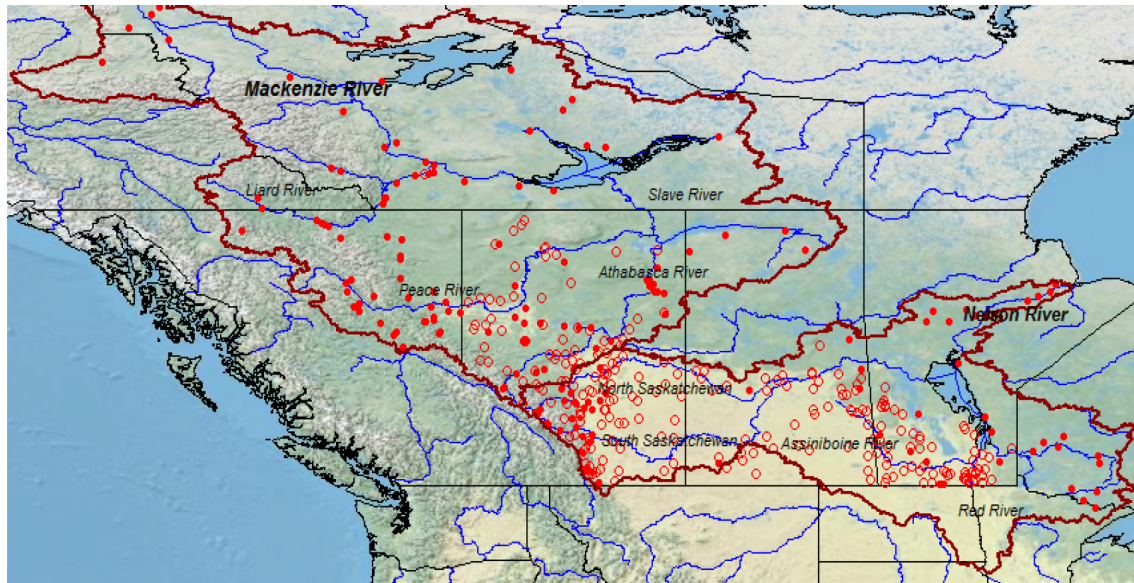 Mackenzie River
Liard River
Slave River
Athabasca River
Peace River
Nelson River
North Saskatchewan
South Saskatchewan
Assiniboine River
Red River